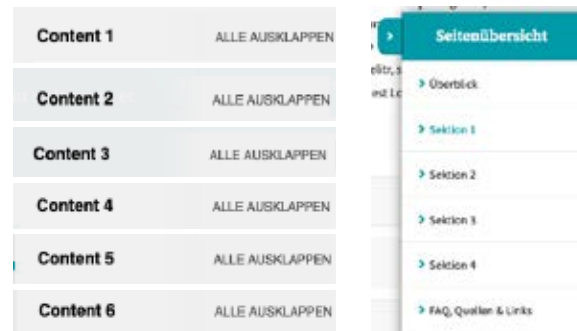 Content 1 ALLE AUSKLAPPEN
Content 2 ALLE AUSKLAPPEN
Content 3 ALLE AUSKLAPPEN
Content 4 ALLE AUSKLAPPEN
Content 5 ALLE AUSKLAPPEN
Content 6 ALLE AUSKLAPPEN
Seitenübersicht
Überblick
Sektion 1
Sektion 2
Sektion 3
Sektion 4
FAQ, Quellen & Links